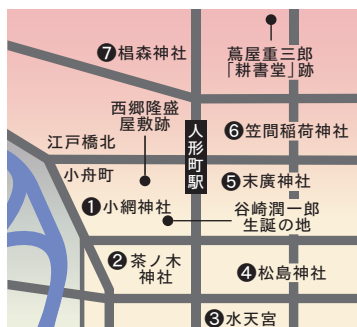 ❼椙森神社
蔦屋重三郎
「耕書堂」跡
西郷隆盛
屋敷跡
人形町駅
❻笠間稲荷神社
江戸橋北
小舟町
❺末廣神社
❶小網神社
谷崎潤一郎
生誕の地
❷茶ノ木
神社
❹松島神社
❸水天宮